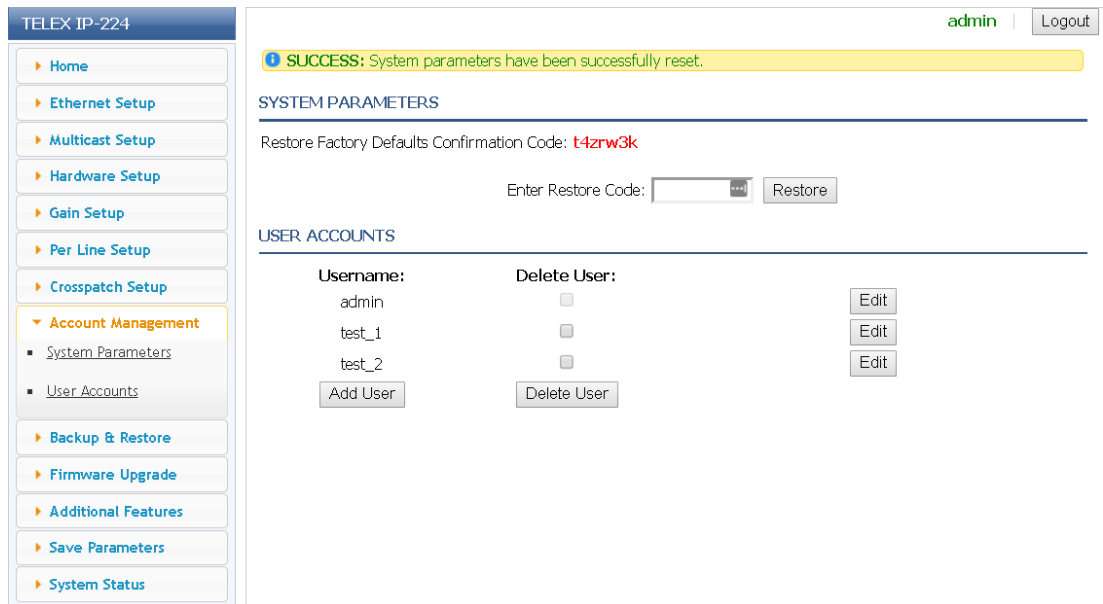 TELEX IP-224
admin
Logout
Home
Ethernet Setup
Multicast Setup
Hardware Setup
Gain Setup
Per Line Setup
Crosspatch Setup
Account Management
System Parameters
User Accounts
Backup & Restore
Firmware Upgrade
Additional Features
Save Parameters
System Status
SUCCESS: System parameters have been successfully reset.
SYSTEM PARAMETERS
Restore Factory Defaults Confirmation Code: t4zrw3k
Enter Restore Code: Restore
USER ACCOUNTS
Username: Delete User:
admin Edit
test_1 Edit
test_2 Edit
Add User Delete User